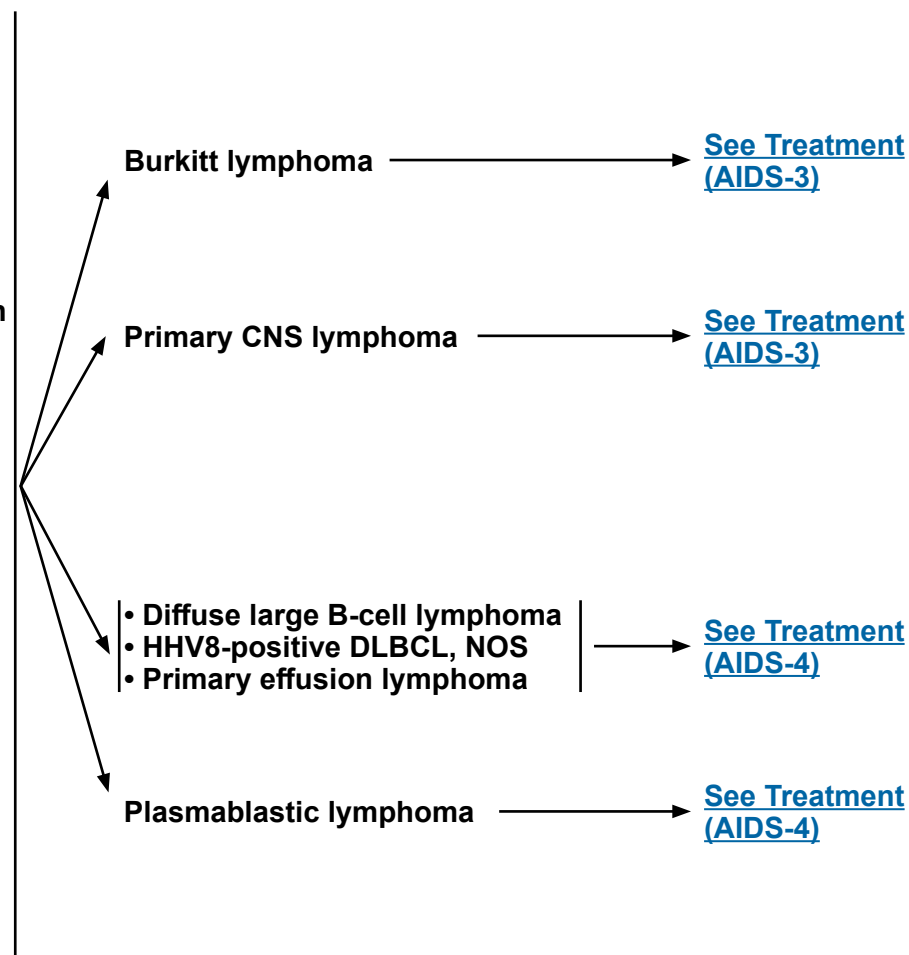 Burkitt lymphoma
See Treatment
(AIDS-3)
Primary CNS lymphoma
See Treatment
(AIDS-3)
• Diffuse large B-cell lymphoma
• HHV8-positive DLBCL, NOS
• Primary effusion lymphoma
See Treatment
(AIDS-4)
Plasmablastic lymphoma
See Treatment
(AIDS-4)